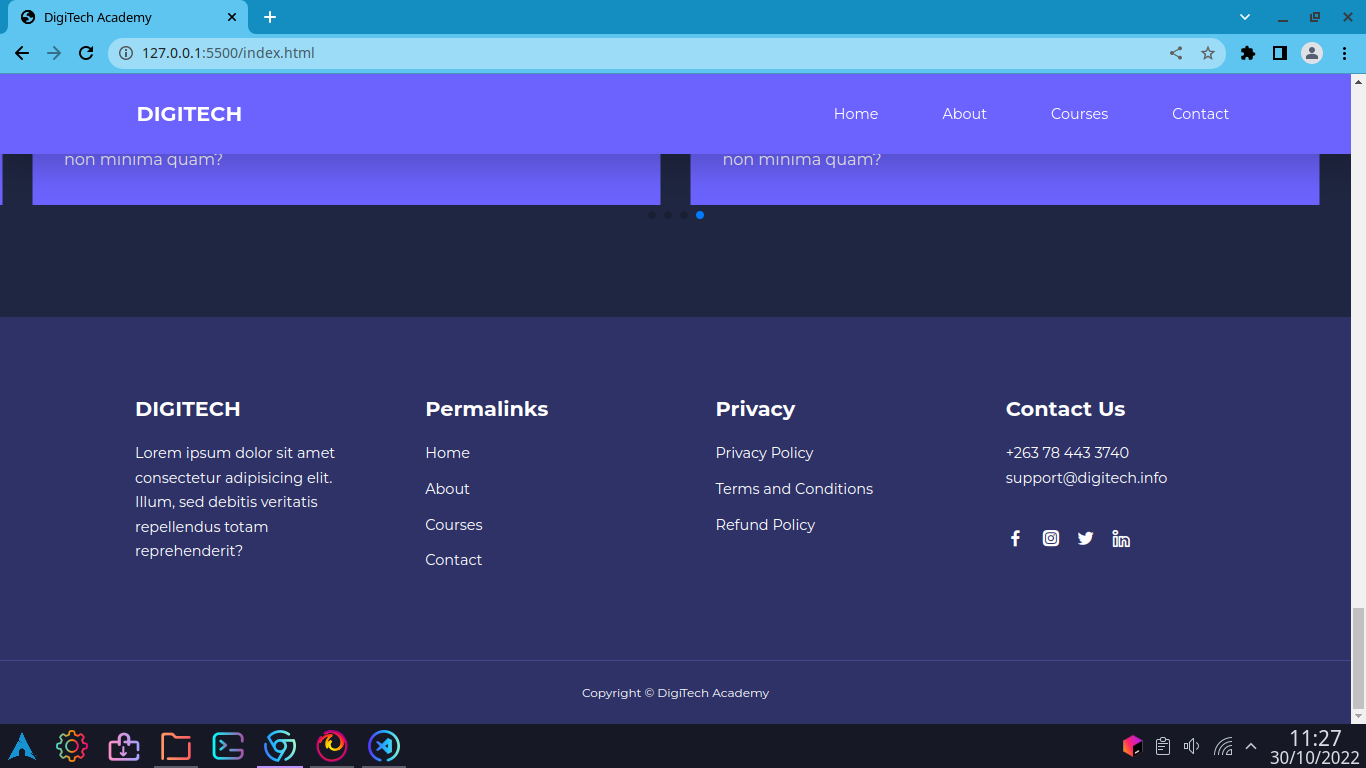 DigiTech Academy
127.0.0.1:5500/index.html
DIGITECH
Home
About
Courses
Contact
non minima quam?
non minima quam?
DIGITECH
Lorem ipsum dolor sit amet
consectetur adipisicing elit.
Illum, sed debitis veritatis
repellendus totam
reprehenderit?
Permalinks
Home
About
Courses
Contact
Privacy
Privacy Policy
Terms and Conditions
Refund Policy
Contact Us
+263 78 443 3740
support@digitech.info
Copyright © DigiTech Academy
11:27
30/10/2022